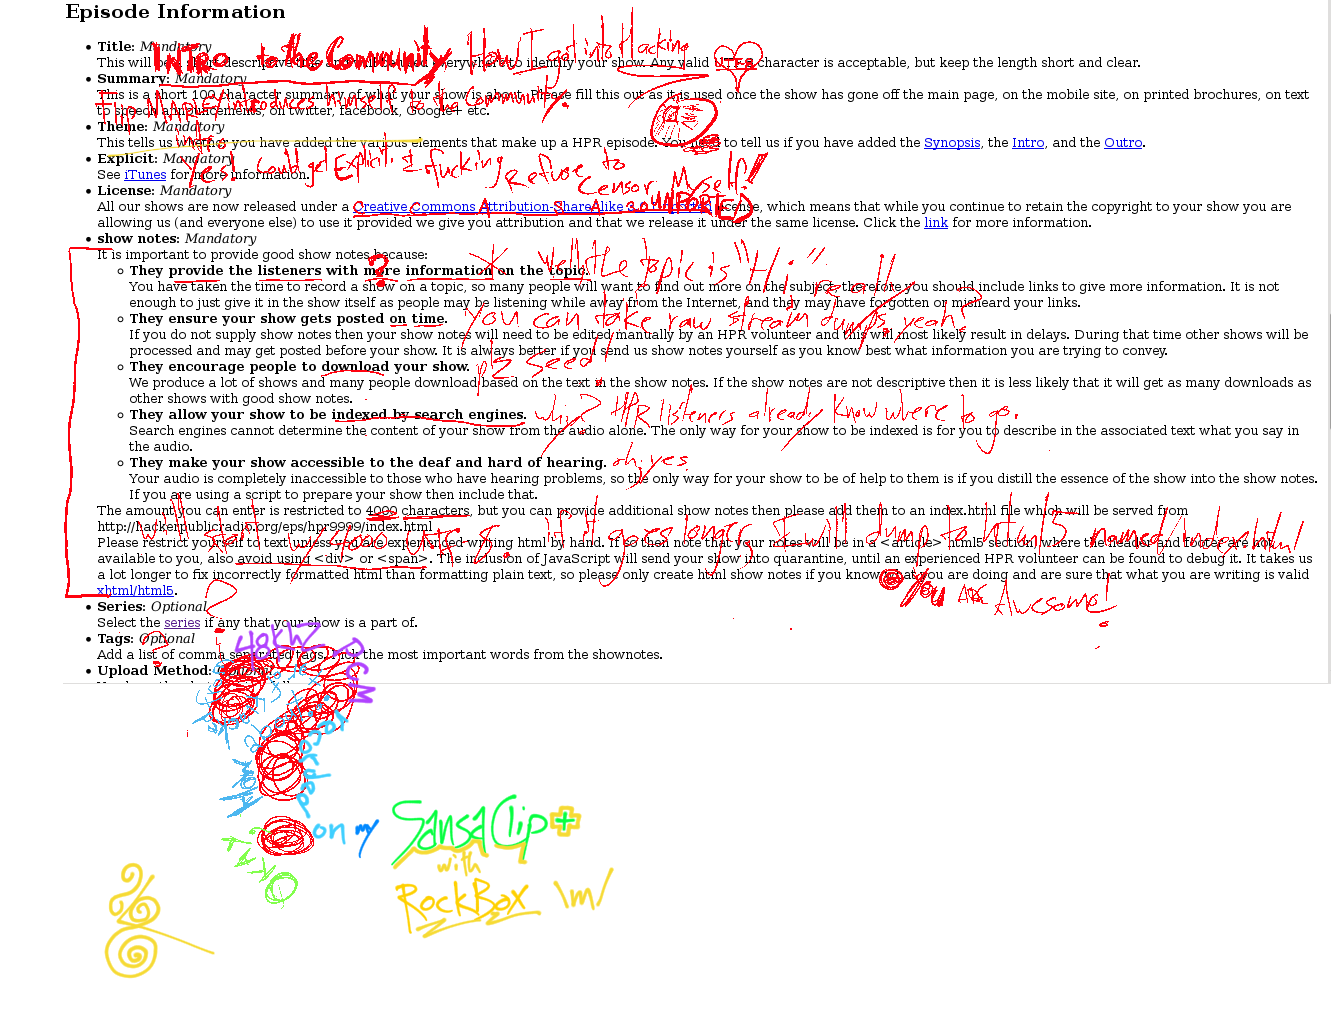 Episode Information
• Title: Mandatory
INTRO to the Community How I got into Hacking
This will be a short descriptive title and will be used everywhere to identify your show. Any valid UTF-8 character is acceptable, but keep the length short and clear.
• Summary: Mandatory
This is a short 100 character summary of what your show is about. Please fill this out as it is used once the show has gone off the main page, on the mobile site, on printed brochures, on text
introduces himself to the Community.
to speech announcements, on twitter, facebook, Google+ etc.
• Theme: Mandatory
intro
This tells us whether you have added the various elements that make up a HPR episode. You need to tell us if you have added the Synopsis, the Intro, and the Outro.
• Explicit: Mandatory
Yes! Could get Explicit I fucking Refuse to Censor Myself!
See iTunes for more information.
• License: Mandatory
All our shows are now released under a Creative Commons Attribution-ShareAlike 3.0 Unported license, which means that while you continue to retain the copyright to your show you are
C C A S A 3.0 UNPORTED
allowing us (and everyone else) to use it provided we give you attribution and that we release it under the same license. Click the link for more information.
• show notes: Mandatory
It is important to provide good show notes because:
? * Well the topic is "Hi" really
They provide the listeners with more information on the topic.
You have taken the time to record a show on a topic, so many people will want to find out more on the subject therefore you should include links to give more information. It is not
enough to just give it in the show itself as people may be listening while away from the Internet, and they may have forgotten or misheard your links.
They ensure your show gets posted on time. You can take raw stream dumps, yeah?
If you do not supply show notes then your show notes will need to be edited manually by an HPR volunteer and this will most likely result in delays. During that time other shows will be
processed and may get posted before your show. It is always better if you send us show notes yourself as you know best what information you are trying to convey.
They encourage people to download your show. plz seed!
We produce a lot of shows and many people download based on the text in the show notes. If the show notes are not descriptive then it is less likely that it will get as many downloads as
other shows with good show notes.
They allow your show to be indexed by search engines. why? HPR listeners already know where to go.
Search engines cannot determine the content of your show from the audio alone. The only way for your show to be indexed is for you to describe in the associated text what you say in
the audio.
They make your show accessible to the deaf and hard of hearing. oh, yes.
Your audio is completely inaccessible to those who have hearing problems, so the only way for your show to be of help to them is if you distill the essence of the show into the show notes.
If you are using a script to prepare your show then include that.
The amount you can enter is restricted to 4000 characters, but you can provide additional show notes then please add them to an index.html file which will be served from
http://hackerpublicradio.org/eps/hpr9999/index.html
will start w/ 4000 UTF 8. if it goes longer, I will dump to html5 named index.html
Please restrict yourself to text unless you are experienced writing html by hand. If so then note that your notes will be in a <article> html5 section, where the header and footer are not
available to you, also avoid using <div> or <span>. The inclusion of JavaScript will send your show into quarantine, until an experienced HPR volunteer can be found to debug it. It takes us
a lot longer to fix incorrectly formatted html than formatting plain text, so please only create html show notes if you know what you are doing and are sure that what you are writing is valid
xhtml/html5.
You Are Awesome!
• Series: Optional ?
Select the series if any that your show is a part of.
• Tags: Optional ?
Add a list of comma separated tags. Pick the most important words from the shownotes.
• Upload Method: Optional
48KHz PCM
recorded
on my SansaClip+
with
RockBox \m/